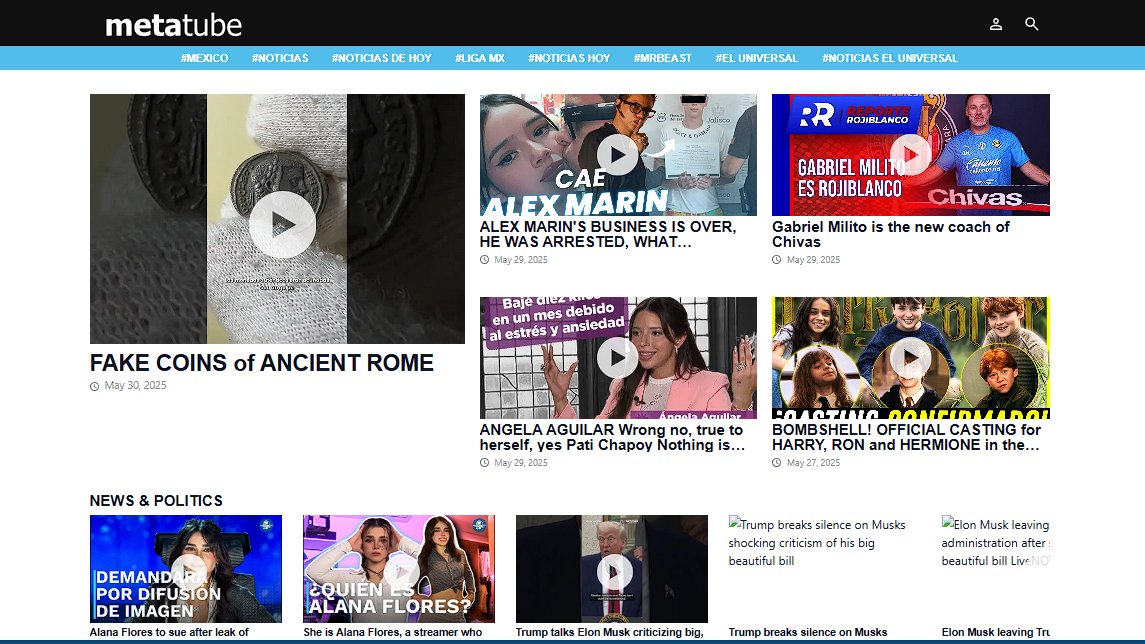 metatube
#MEXICO #NOTICIAS #NOTICIAS DE HOY #LIGA MX #NOTICIAS HOY #MRBEAST #EL UNIVERSAL #NOTICIAS EL UNIVERSAL
FAKE COINS of ANCIENT ROME
May 30, 2025
Jalisco
CAE
ALEX MARIN
ALEX MARIN'S BUSINESS IS OVER,
HE WAS ARRESTED, WHAT…
May 29, 2025
RR REPORTE
ROJIBLANCO
GABRIEL MILITO
ES ROJIBLANCO
Caliente
Chivas
Gabriel Milito is the new coach of
Chivas
May 29, 2025
Bajé diez kilos
en un mes debido
al estrés y ansiedad
Ángela Aguilar
ANGELA AGUILAR Wrong no, true to
herself, yes Pati Chapoy Nothing is…
May 29, 2025
¡CASTING CONFIRMADO!
BOMBSHELL! OFFICIAL CASTING for
HARRY, RON and HERMIONE in the…
May 27, 2025
NEWS & POLITICS
DEMANDARÁ
POR DIFUSIÓN
DE IMAGEN
Alana Flores to sue after leak of
¿QUIÉN ES
ALANA FLORES?
She is Alana Flores, a streamer who
Trump talks Elon Musk criticizing big,
Trump breaks silence on Musks
shocking criticism of his big
beautiful bill
Trump breaks silence on Musks
Elon Musk leaving
administration after
beautiful bill LiveNO
Elon Musk leaving Tru